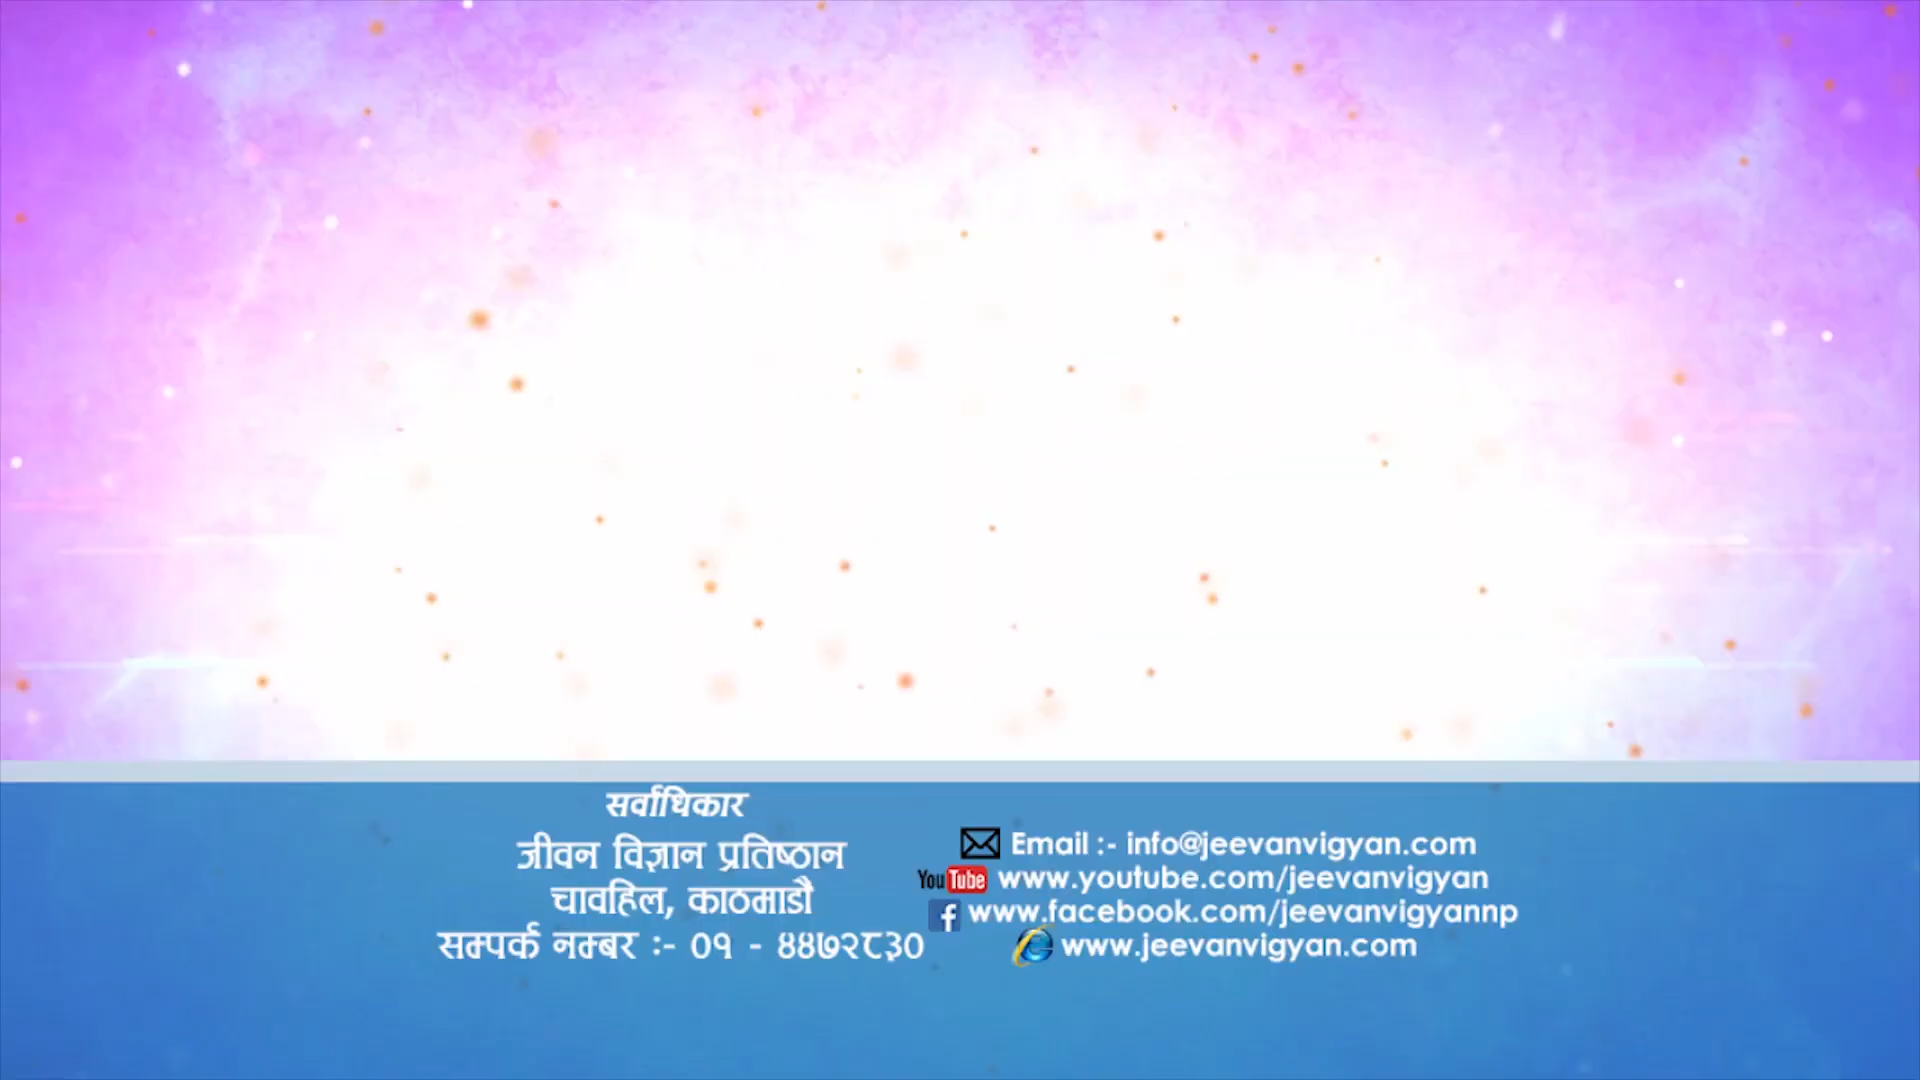 सर्वाधिकार
जीवन विज्ञान प्रतिष्ठान
चावहिल, काठमाडौं
सम्पर्क नम्बर :- ०१ - ४४७२८३०
Email :- info@jeevanvigyan.com
YouTube www.youtube.com/jeevanvigyan
f www.facebook.com/jeevanvigyannp
www.jeevanvigyan.com